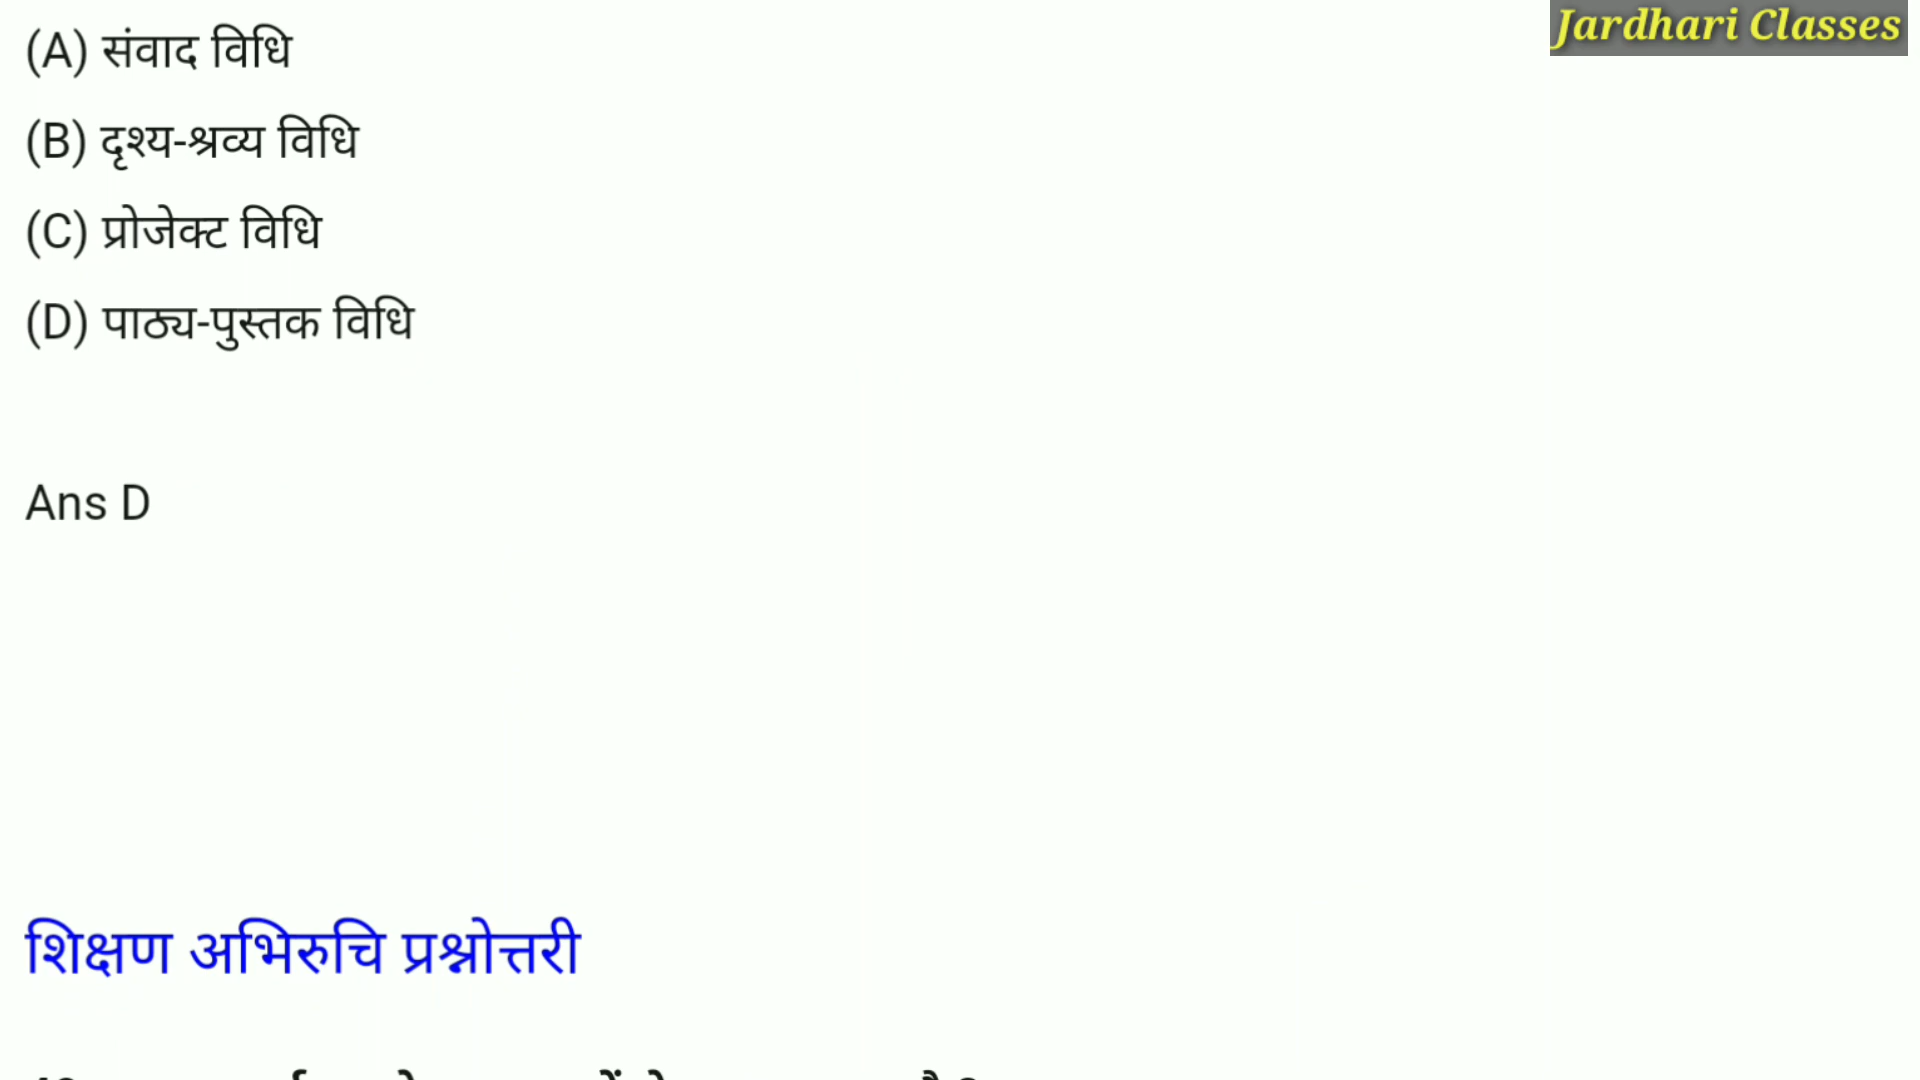 Jardhari Classes
(A) संवाद विधि
(B) दृश्य-श्रव्य विधि
(C) प्रोजेक्ट विधि
(D) पाठ्य-पुस्तक विधि
Ans D
शिक्षण अभिरुचि प्रश्नोत्तरी